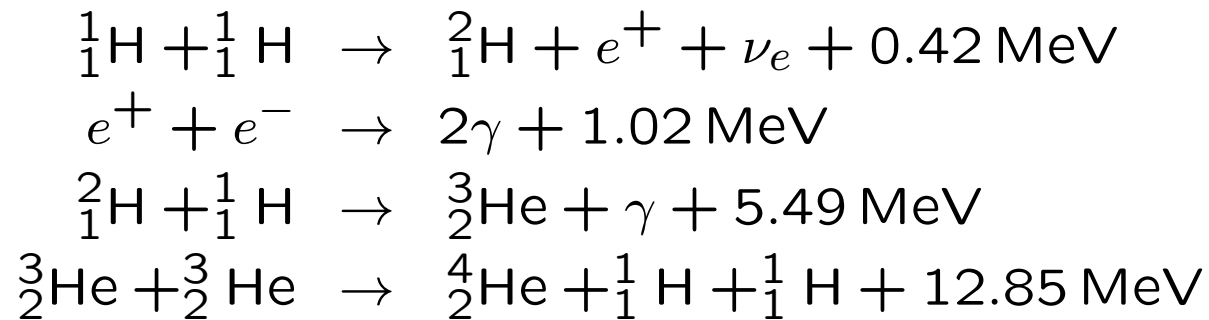 ¹₁H + ¹₁H → ²₁H + e⁺ + νₑ + 0.42 MeV
e⁺ + e⁻ → 2γ + 1.02 MeV
²₁H + ¹₁H → ³₂He + γ + 5.49 MeV
³₂He + ³₂He → ⁴₂He + ¹₁H + ¹₁H + 12.85 MeV